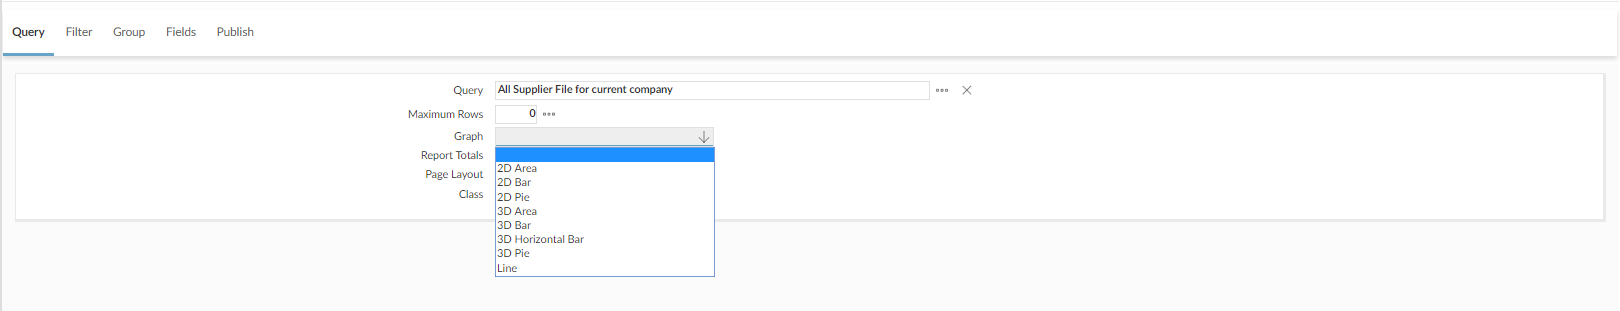 Query Filter Group Fields Publish
Query All Supplier File for current company
Maximum Rows 0
Graph
Report Totals
2D Area
Page Layout
2D Bar
Class
2D Pie
3D Area
3D Bar
3D Horizontal Bar
3D Pie
Line